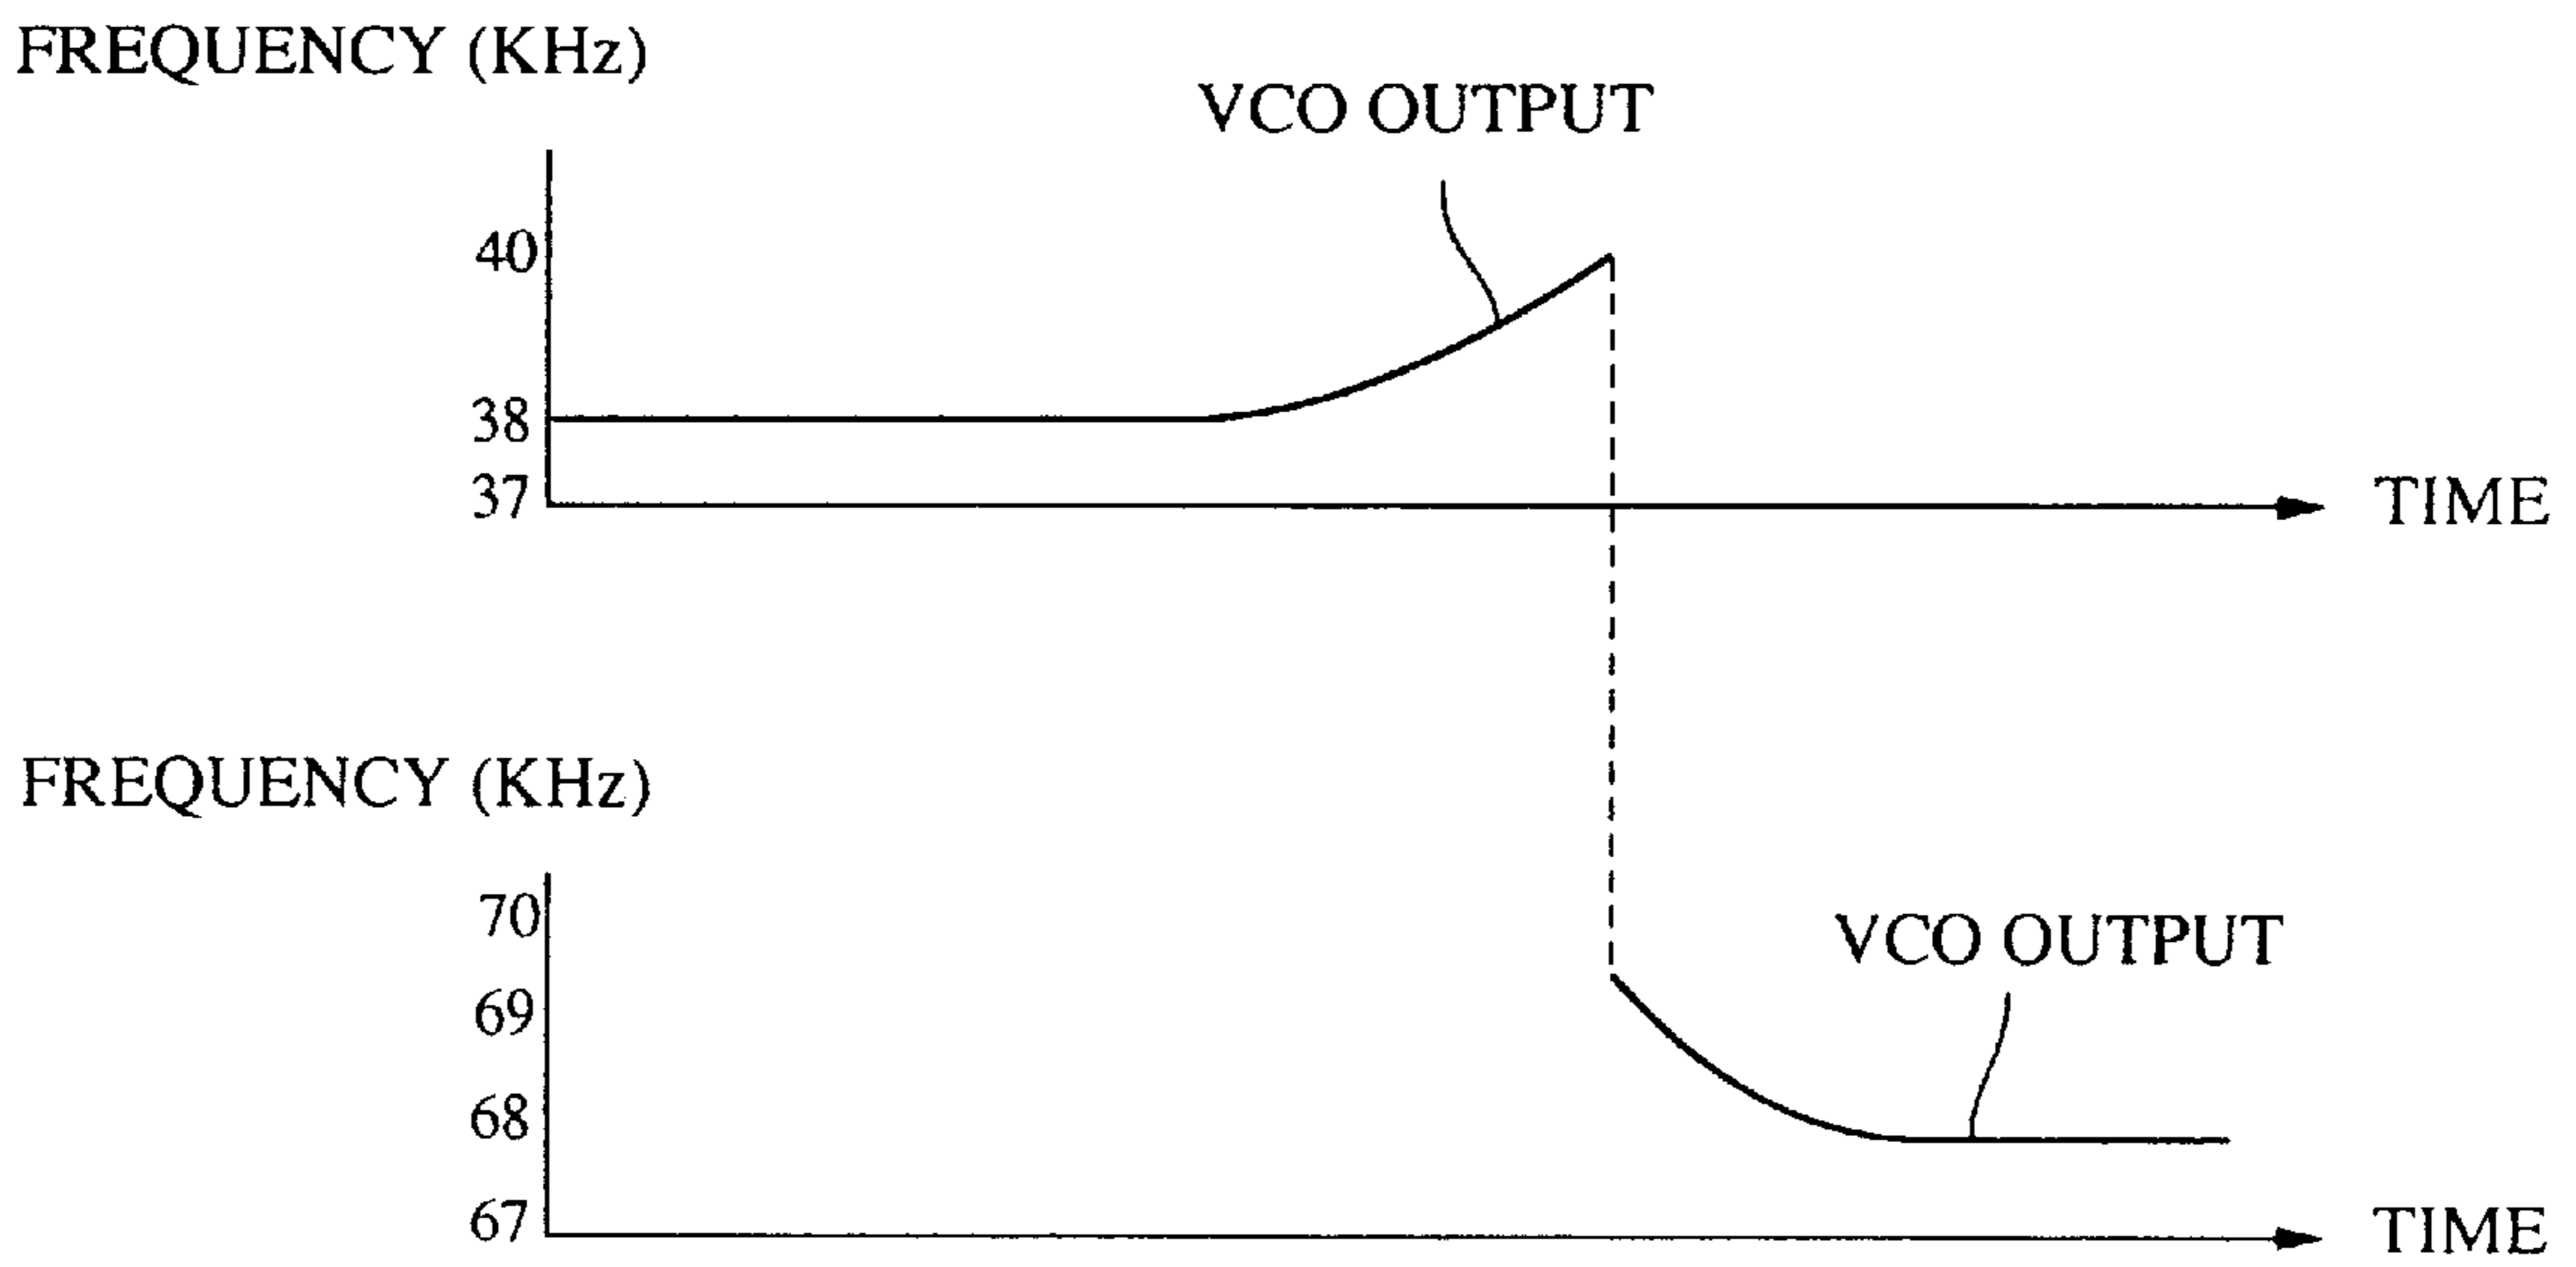 FREQUENCY (KHz)
VCO OUTPUT
40
38
37
TIME
FREQUENCY (KHz)
70
VCO OUTPUT
69
68
67
TIME